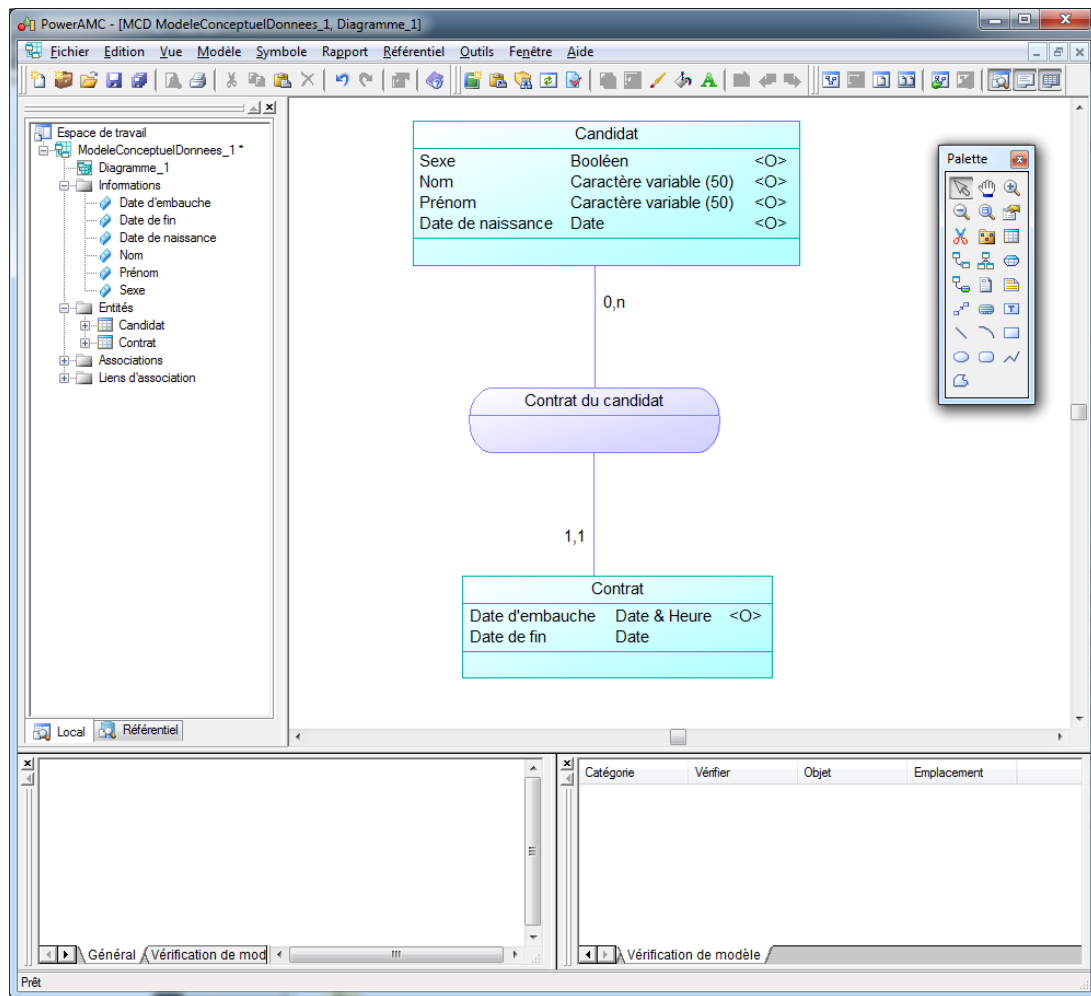 PowerAMC - [MCD ModeleConceptuelDonnees_1, Diagramme_1]
Fichier Edition Vue Modèle Symbole Rapport Référentiel Outils Fenêtre Aide
Espace de travail
ModeleConceptuelDonnees_1 *
Diagramme_1
Informations
Date d'embauche
Date de fin
Date de naissance
Nom
Prénom
Sexe
Entités
Candidat
Contrat
Associations
Liens d'association
Local Référentiel
Candidat
Sexe Booléen <O>
Nom Caractère variable (50) <O>
Prénom Caractère variable (50) <O>
Date de naissance Date <O>
0,n
Contrat du candidat
1,1
Contrat
Date d'embauche Date & Heure <O>
Date de fin Date
Palette
Général Vérification de mod
Catégorie Vérifier Objet Emplacement
Vérification de modèle
Prêt